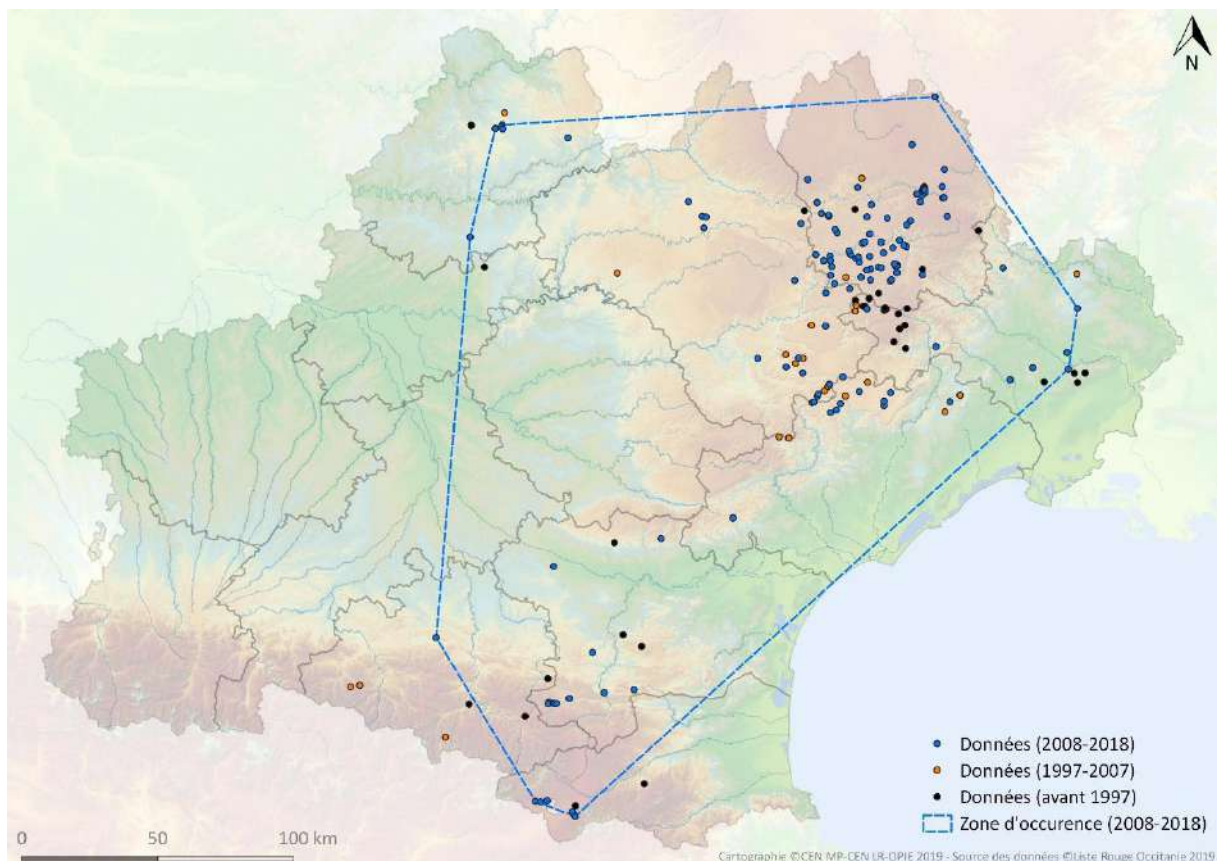 N
Données (2008-2018)
Données (1997-2007)
Données (avant 1997)
Zone d'occurence (2008-2018)
0 50 100 km
Cartographie ©CEN MP-CEN LR-OPIE 2019 - Source des données ©Liste Rouge Occitanie 2019